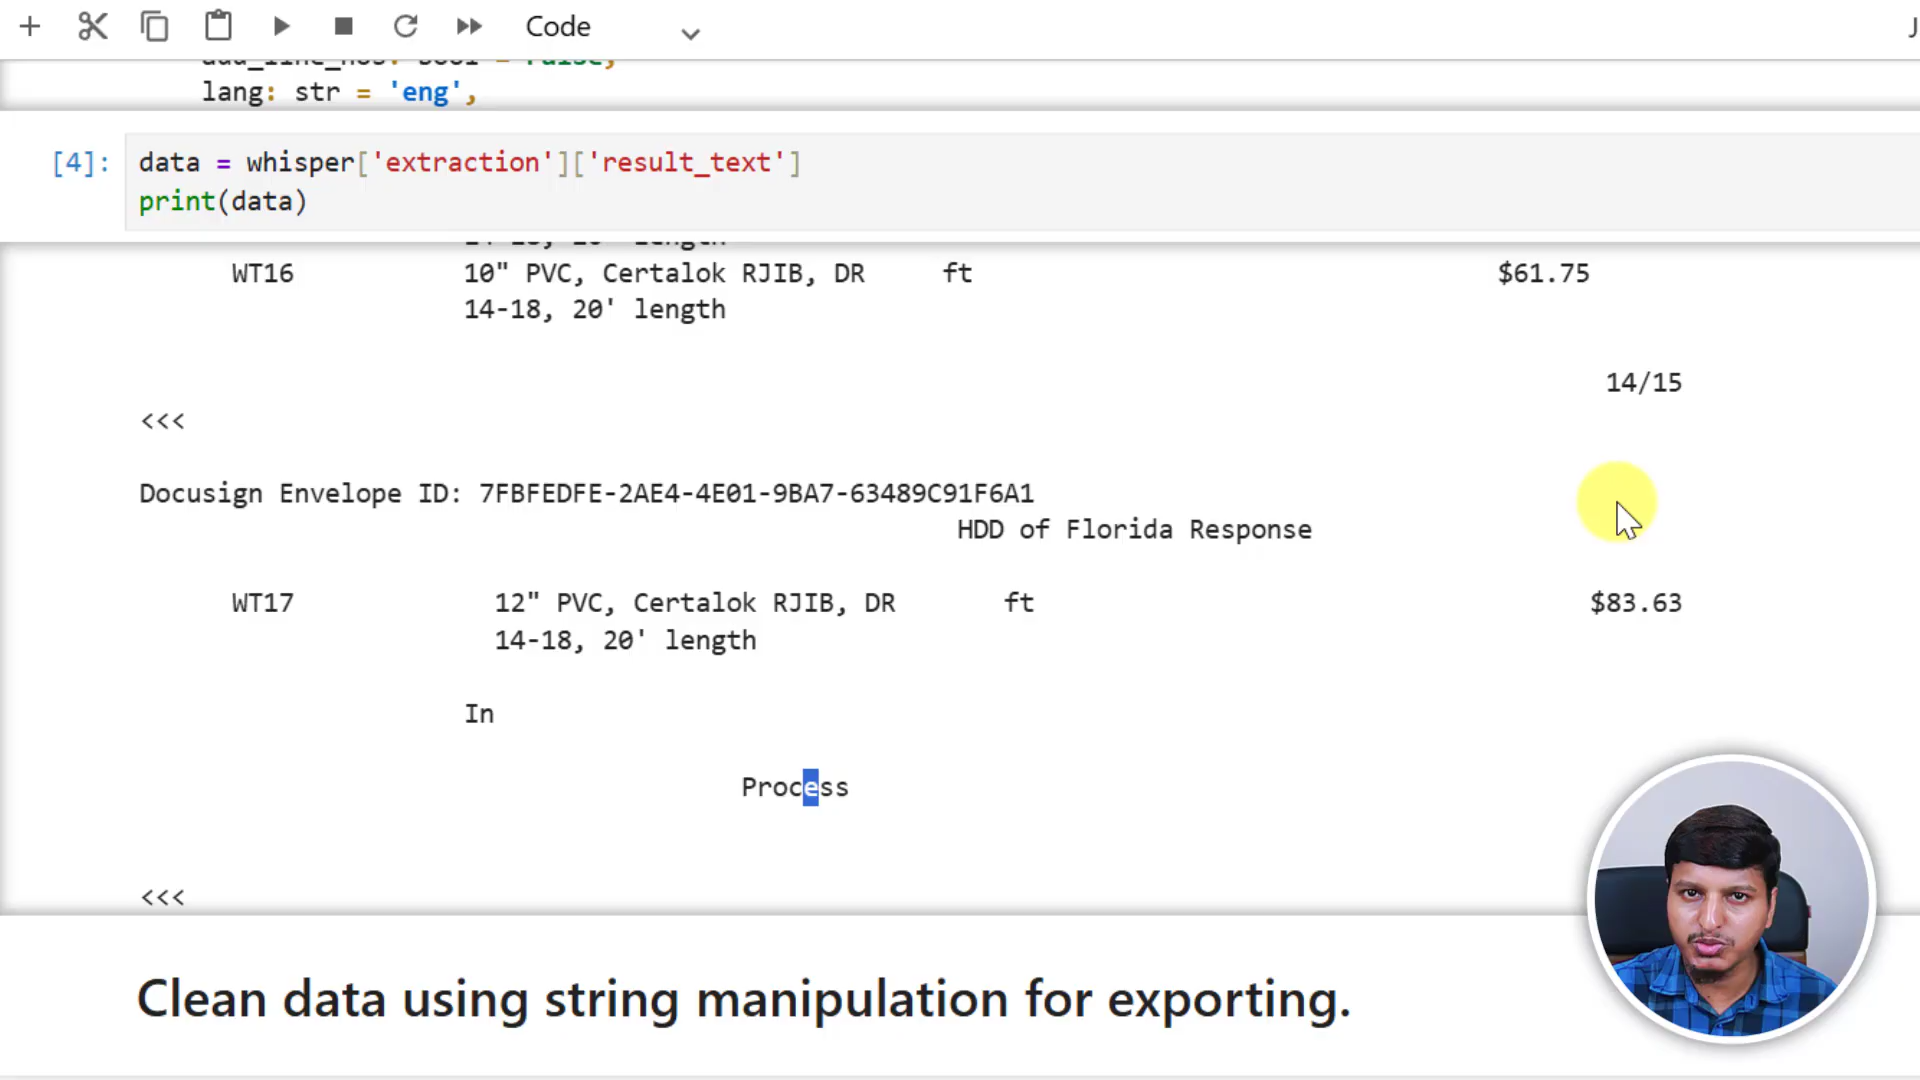 Code
lang: str = 'eng',
[4]:
data = whisper['extraction']['result_text']
print(data)
WT16 10" PVC, Certalok RJIB, DR ft $61.75
14-18, 20' length
14/15
<<<
Docusign Envelope ID: 7FBFEDFE-2AE4-4E01-9BA7-63489C91F6A1
HDD of Florida Response
WT17 12" PVC, Certalok RJIB, DR ft $83.63
14-18, 20' length
In
Process
<<<
Clean data using string manipulation for exporting.